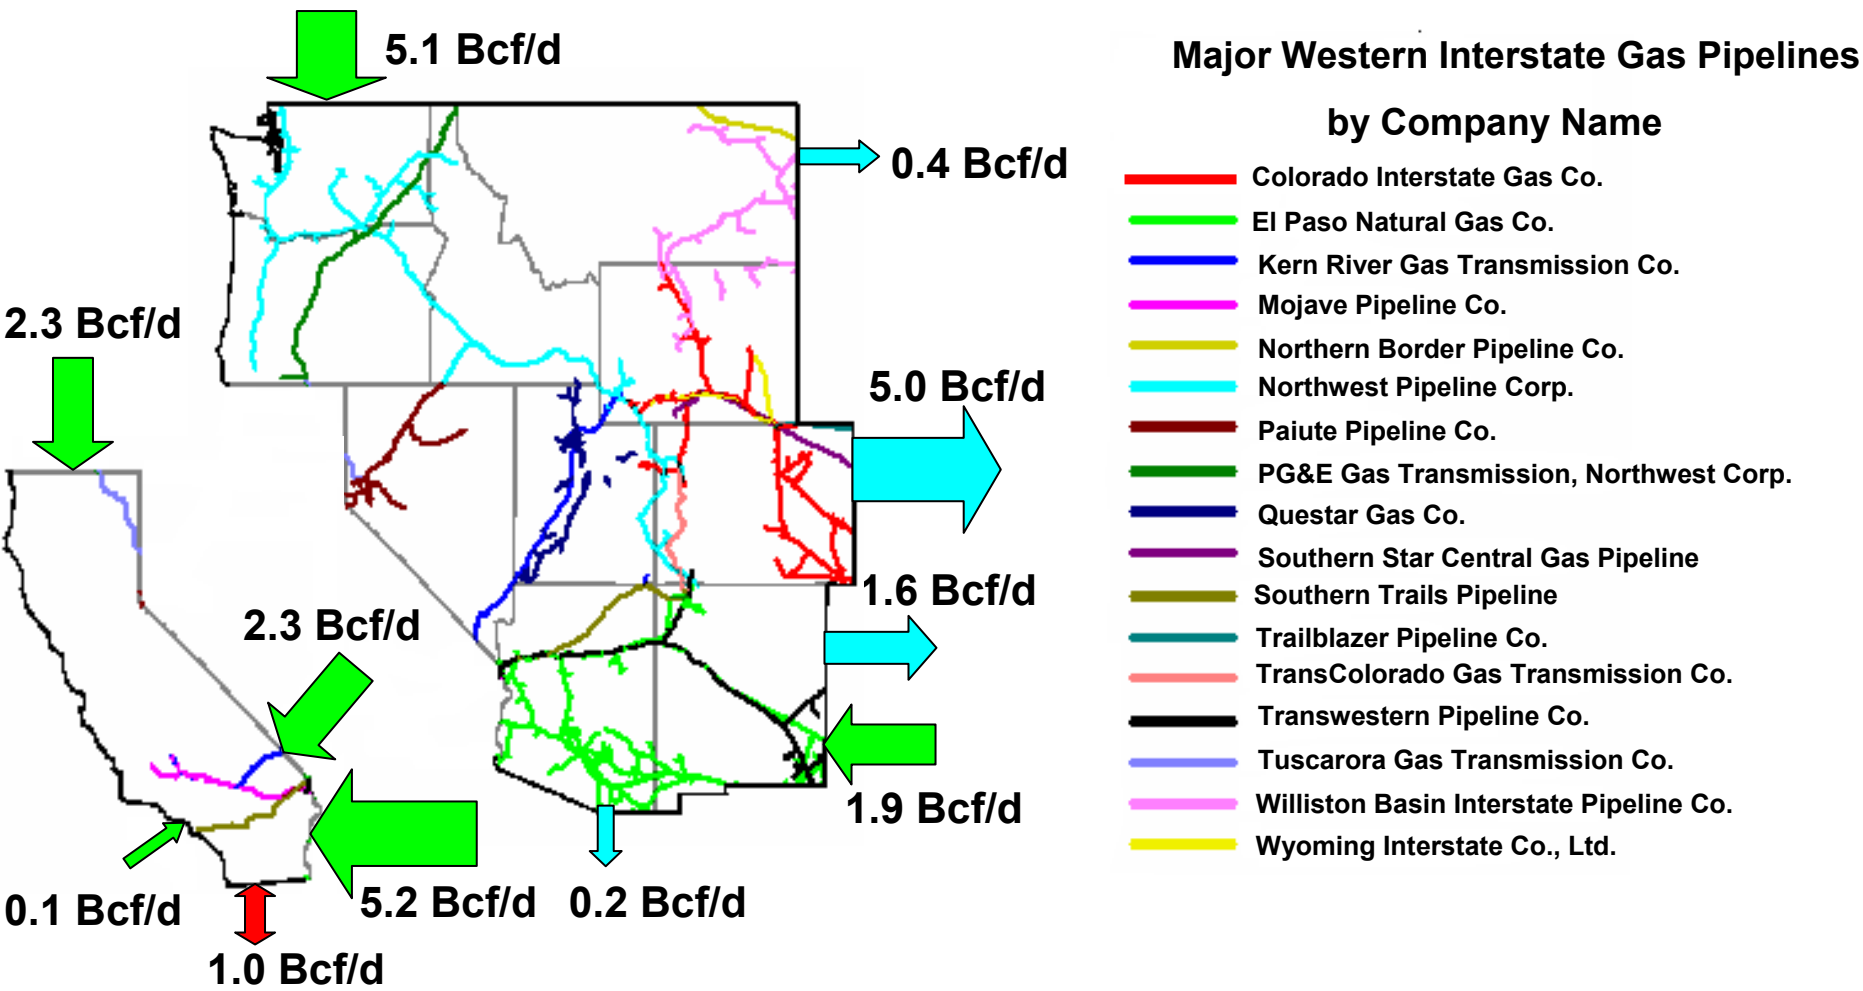 Major Western Interstate Gas Pipelines
by Company Name
5.1 Bcf/d
0.4 Bcf/d
2.3 Bcf/d
5.0 Bcf/d
1.6 Bcf/d
2.3 Bcf/d
1.9 Bcf/d
0.1 Bcf/d
5.2 Bcf/d
0.2 Bcf/d
1.0 Bcf/d
Colorado Interstate Gas Co.
El Paso Natural Gas Co.
Kern River Gas Transmission Co.
Mojave Pipeline Co.
Northern Border Pipeline Co.
Northwest Pipeline Corp.
Paiute Pipeline Co.
PG&E Gas Transmission, Northwest Corp.
Questar Gas Co.
Southern Star Central Gas Pipeline
Southern Trails Pipeline
Trailblazer Pipeline Co.
TransColorado Gas Transmission Co.
Transwestern Pipeline Co.
Tuscarora Gas Transmission Co.
Williston Basin Interstate Pipeline Co.
Wyoming Interstate Co., Ltd.